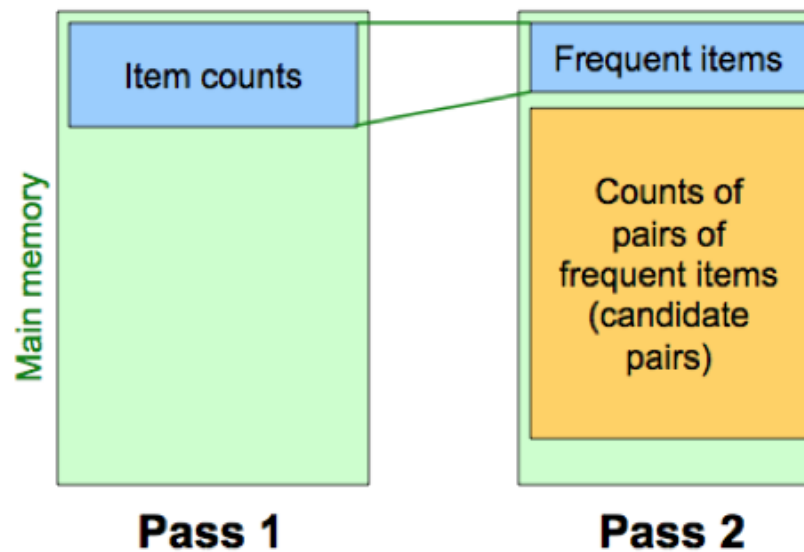 Main memory
Item counts
Pass 1
Frequent items
Counts of
pairs of
frequent items
(candidate
pairs)
Pass 2